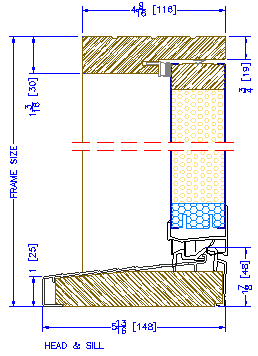 4 9/16 [116]
1 3/16 [30]
3/4 [19]
FRAME SIZE
1 [25]
1 7/8 [48]
5 13/16 [148]
HEAD & SILL